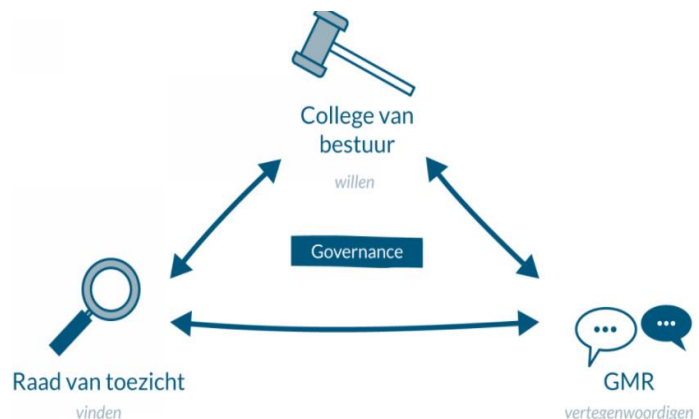 College van
bestuur
willen
Governance
Raad van toezicht
vinden
GMR
vertegenwoordigen